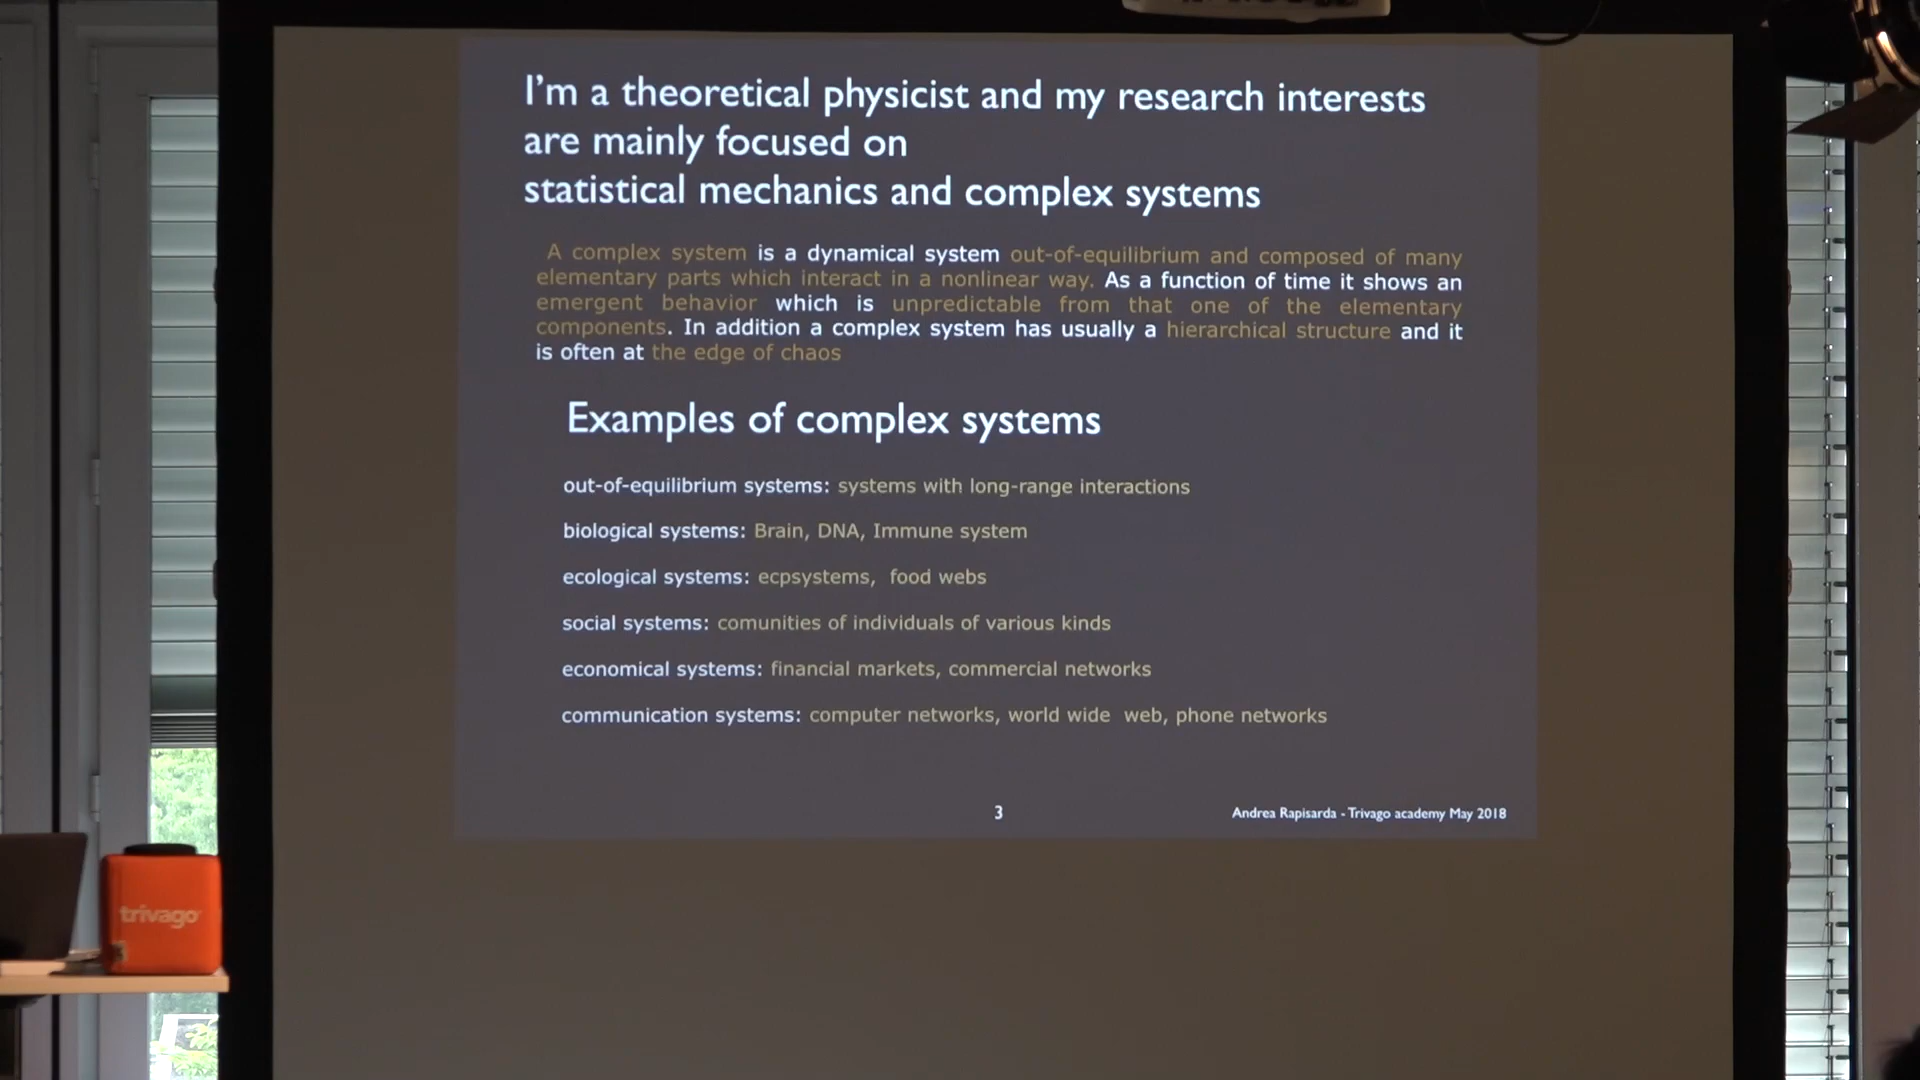 I'm a theoretical physicist and my research interests
are mainly focused on
statistical mechanics and complex systems
A complex system is a dynamical system out-of-equilibrium and composed of many
elementary parts which interact in a nonlinear way. As a function of time it shows an
emergent behavior which is unpredictable from that one of the elementary
components. In addition a complex system has usually a hierarchical structure and it
is often at the edge of chaos
Examples of complex systems
out-of-equilibrium systems: systems with long-range interactions
biological systems: Brain, DNA, Immune system
ecological systems: ecpsystems, food webs
social systems: comunities of individuals of various kinds
economical systems: financial markets, commercial networks
communication systems: computer networks, world wide web, phone networks
3
Andrea Rapisarda - Trivago academy May 2018
trivago